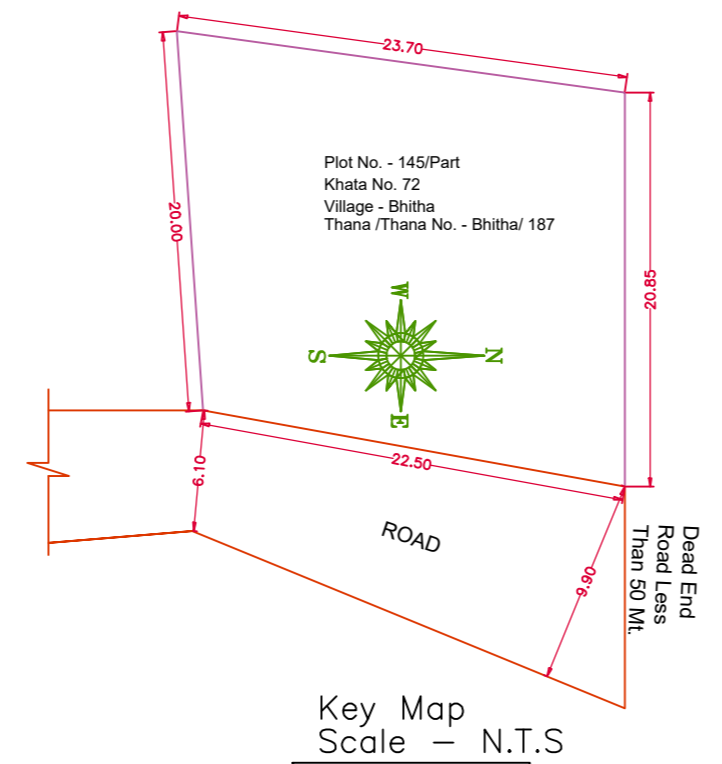 23.70
Plot No. - 145/Part
Khata No. 72
Village - Bhitha
Thana /Thana No. - Bhitha/ 187
20.00
20.85
W
S
N
E
22.50
6.10
ROAD
9.90
Dead End
Road Less
Than 50 Mt.
Key Map
Scale – N.T.S